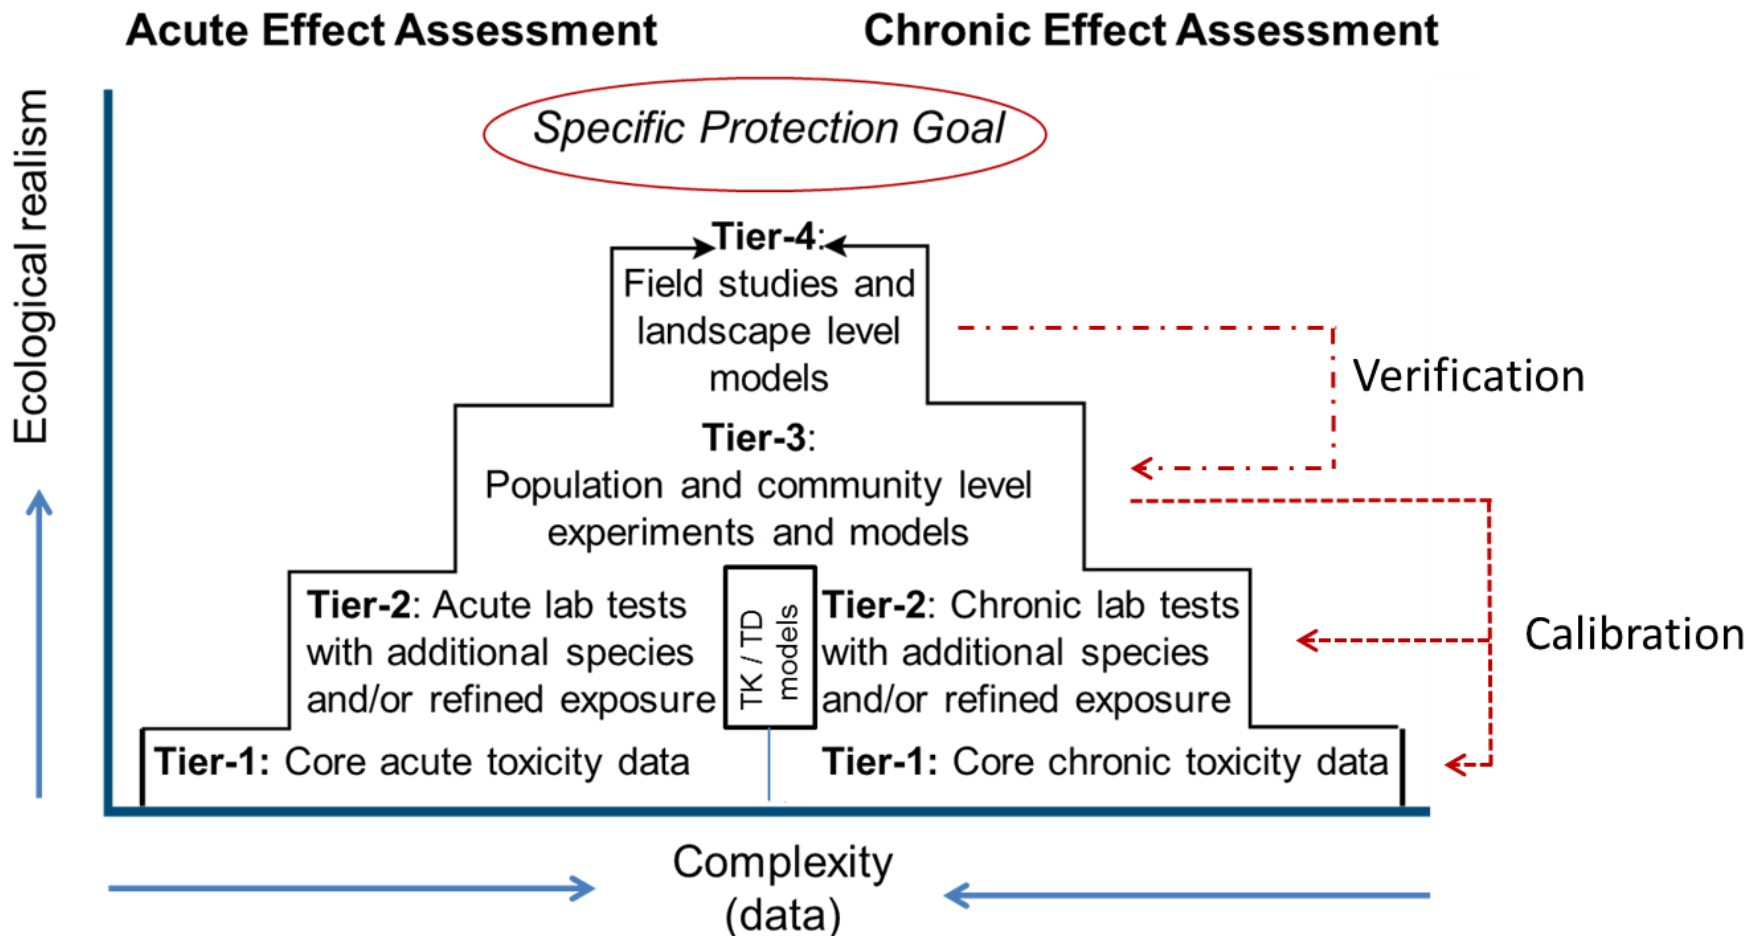 Acute Effect Assessment
Chronic Effect Assessment
Ecological realism
Specific Protection Goal
Tier-4:
Field studies and
landscape level
models
Verification
Tier-3:
Population and community level
experiments and models
Tier-2: Acute lab tests
with additional species
and/or refined exposure
TK / TD
models
Tier-2: Chronic lab tests
with additional species
and/or refined exposure
Calibration
Tier-1: Core acute toxicity data
Tier-1: Core chronic toxicity data
Complexity
(data)